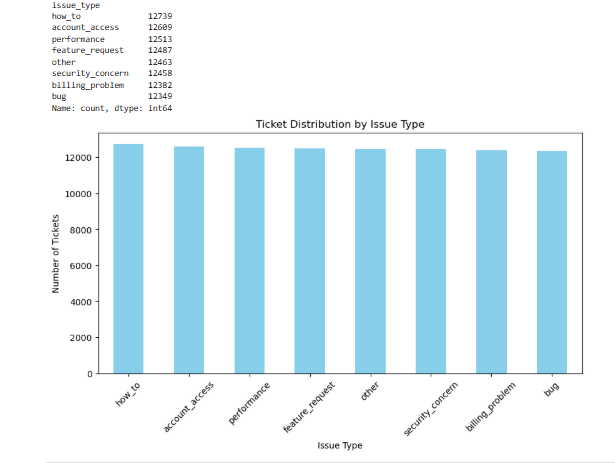 issue_type
how_to 12739
account_access 12609
performance 12513
feature_request 12487
other 12463
security_concern 12458
billing_problem 12382
bug 12349
Name: count, dtype: int64
Ticket Distribution by Issue Type
12000
10000
8000
6000
4000
2000
0
Number of Tickets
how_to
account_access
performance
feature_request
other
security_concern
billing_problem
bug
Issue Type